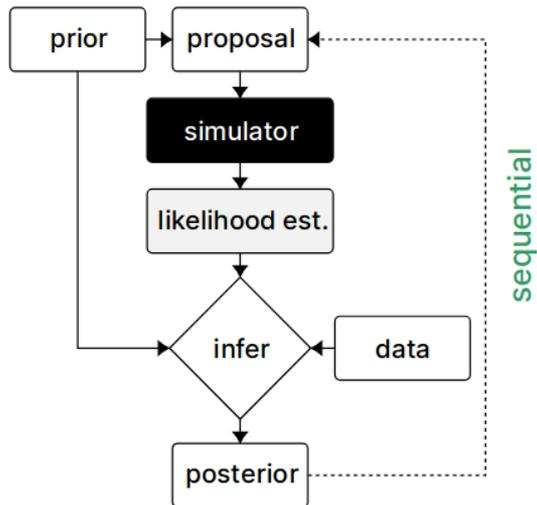 prior
proposal
simulator
likelihood est.
infer
data
posterior
sequential